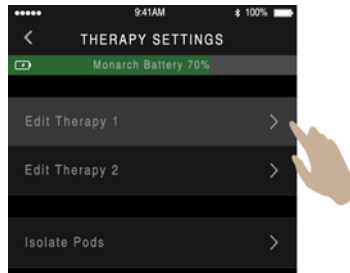 9:41AM 100%
THERAPY SETTINGS
Monarch Battery 70%
Edit Therapy 1
Edit Therapy 2
Isolate Pods